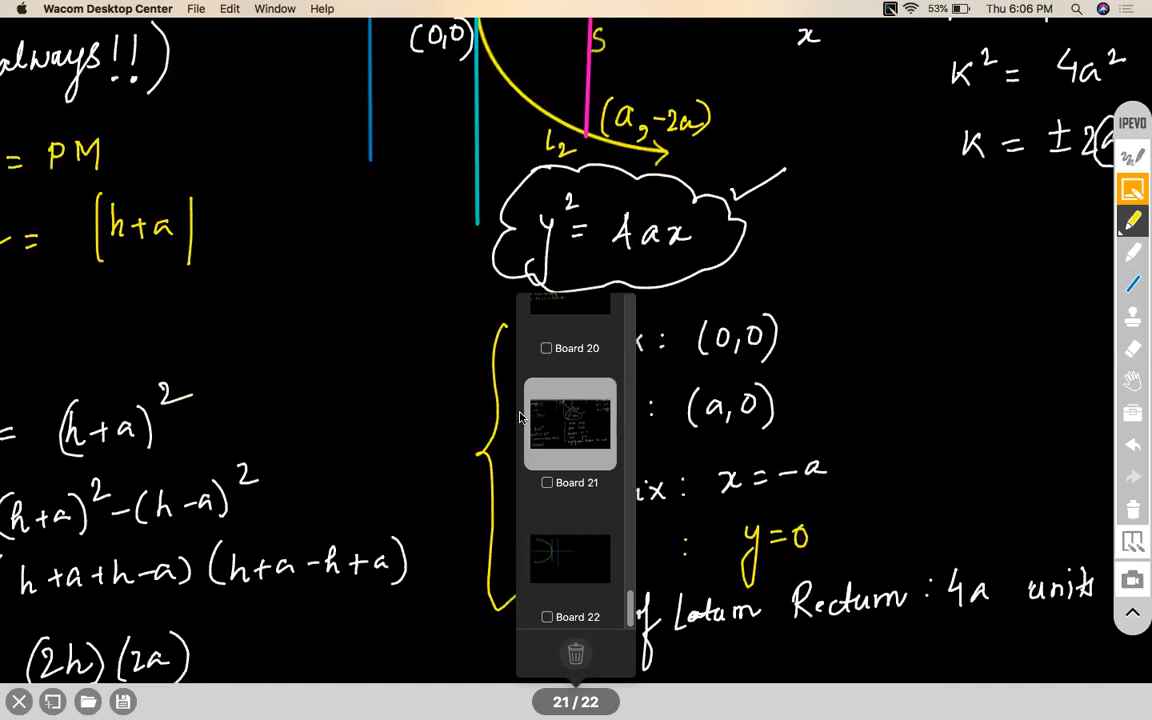 Wacom Desktop Center File Edit Window Help 53% Thu 6:06 PM
always!!)
(0,0)
S
x
K² = 4a²
(a, -2a)
L₂
K = ±2(
IPEVO
= PM
y² = 4ax
= |h+a|
: (0,0)
Board 20
= (h+a)²
: (a,0)
Board 21
ix: x = -a
(h+a)² - (h-a)²
: y=0
h+a+h-a) (h+a-h+a)
of Latum Rectum: 4a units
Board 22
(2h) (2a)
21 / 22